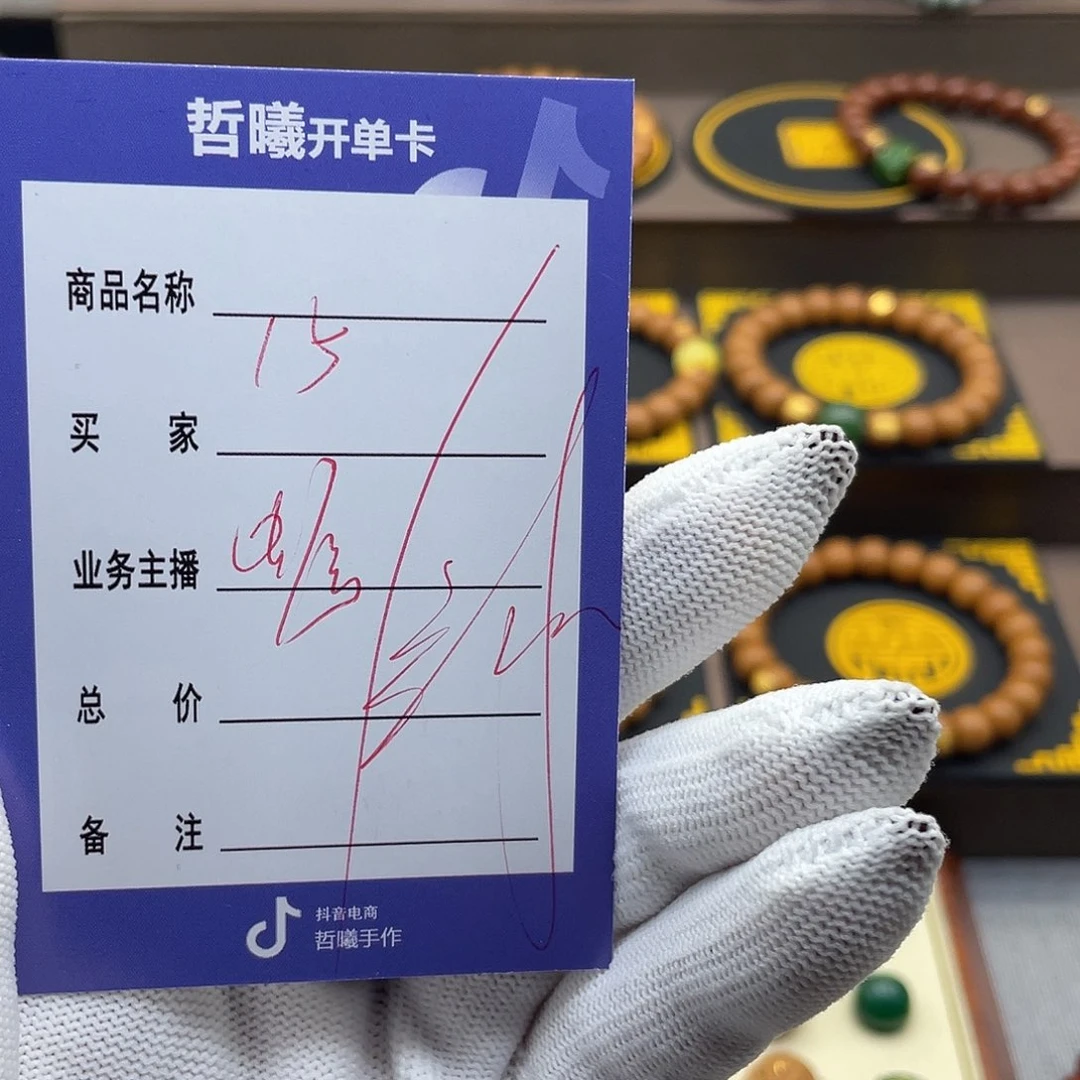 哲曦开单卡
商品名称
15
买 家
业务主播
总 价
备 注
抖音电商
哲曦手作